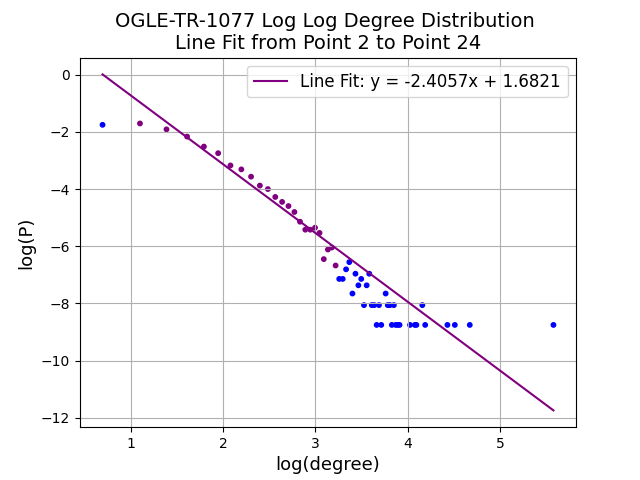 OGLE-TR-1077 Log Log Degree Distribution
Line Fit from Point 2 to Point 24
Line Fit: y = -2.4057x + 1.6821
log(P)
0
−2
−4
−6
−8
−10
−12
1 2 3 4 5
log(degree)